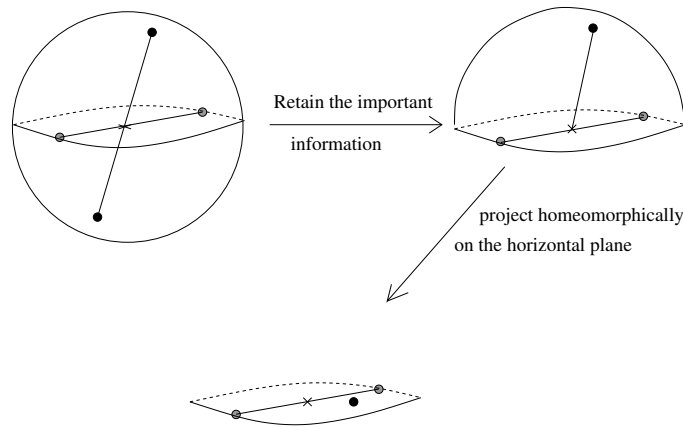 Retain the important
information
project homeomorphically
on the horizontal plane